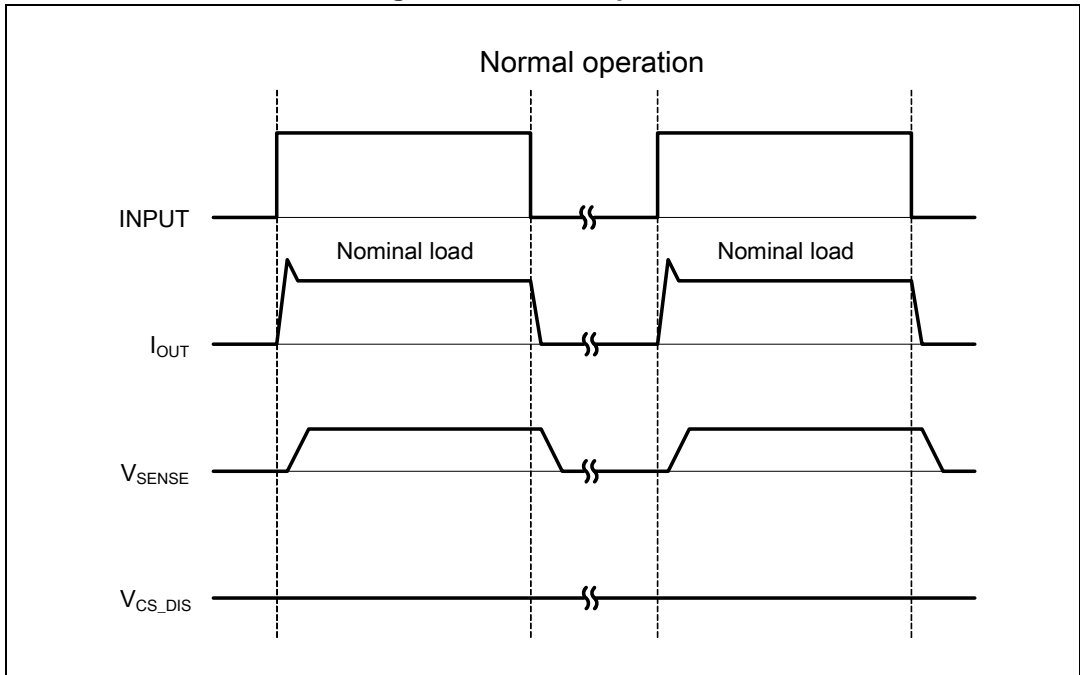 Normal operation
INPUT
Nominal load Nominal load
IOUT
VSENSE
VCS_DIS